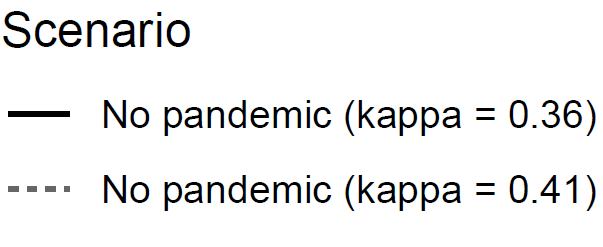 Scenario
No pandemic (kappa = 0.36)
No pandemic (kappa = 0.41)